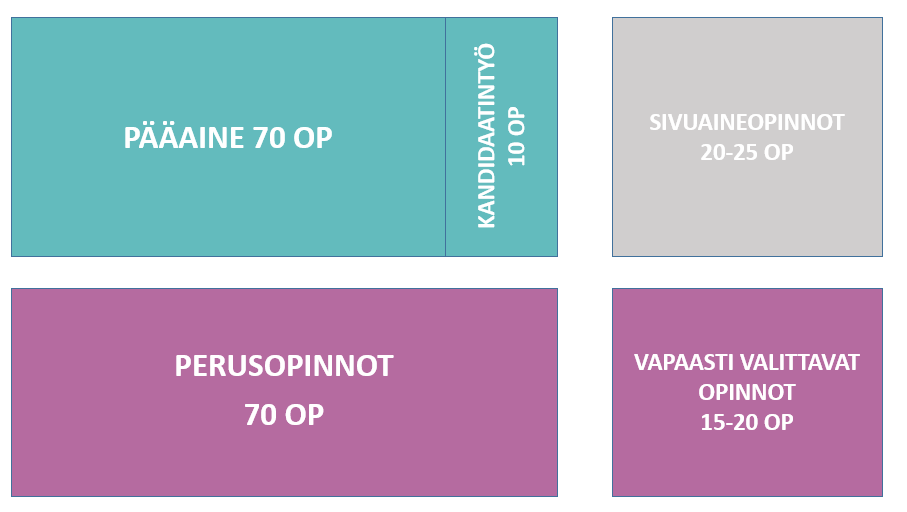 PÄÄAINE 70 OP
KANDIDAATINTYÖ
10 OP
SIVUAINEOPINNOT
20-25 OP
PERUSOPINNOT
70 OP
VAPAASTI VALITTAVAT
OPINNOT
15-20 OP